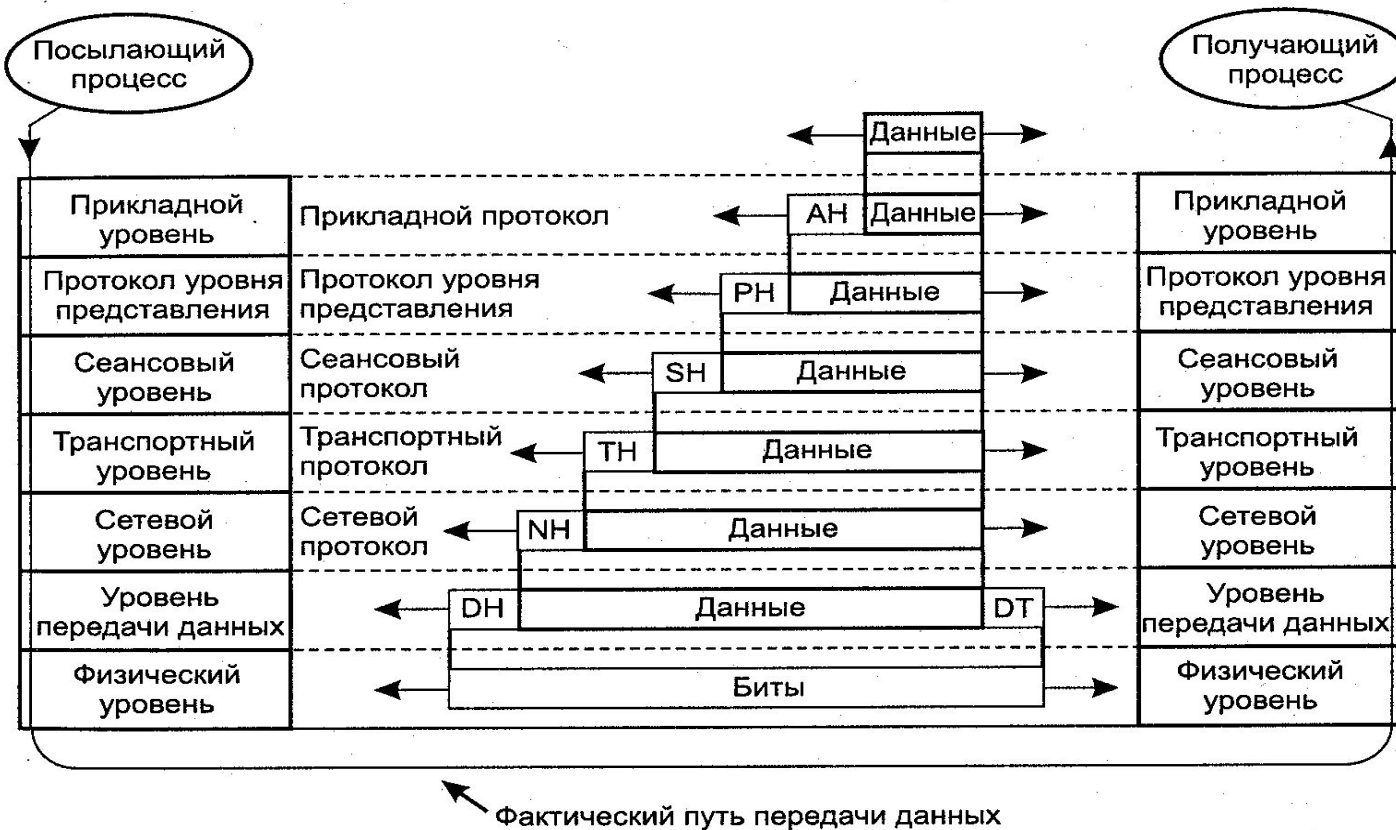 Посылающий
процесс
Получающий
процесс
Данные
Прикладной
уровень
Прикладной протокол
AH
Данные
Прикладной
уровень
Протокол уровня
представления
Протокол уровня
представления
PH
Данные
Протокол уровня
представления
Сеансовый
уровень
Сеансовый
протокол
SH
Данные
Сеансовый
уровень
Транспортный
уровень
Транспортный
протокол
TH
Данные
Транспортный
уровень
Сетевой
уровень
Сетевой
протокол
NH
Данные
Сетевой
уровень
Уровень
передачи данных
DH
Данные
DT
Уровень
передачи данных
Физический
уровень
Биты
Физический
уровень
Фактический путь передачи данных